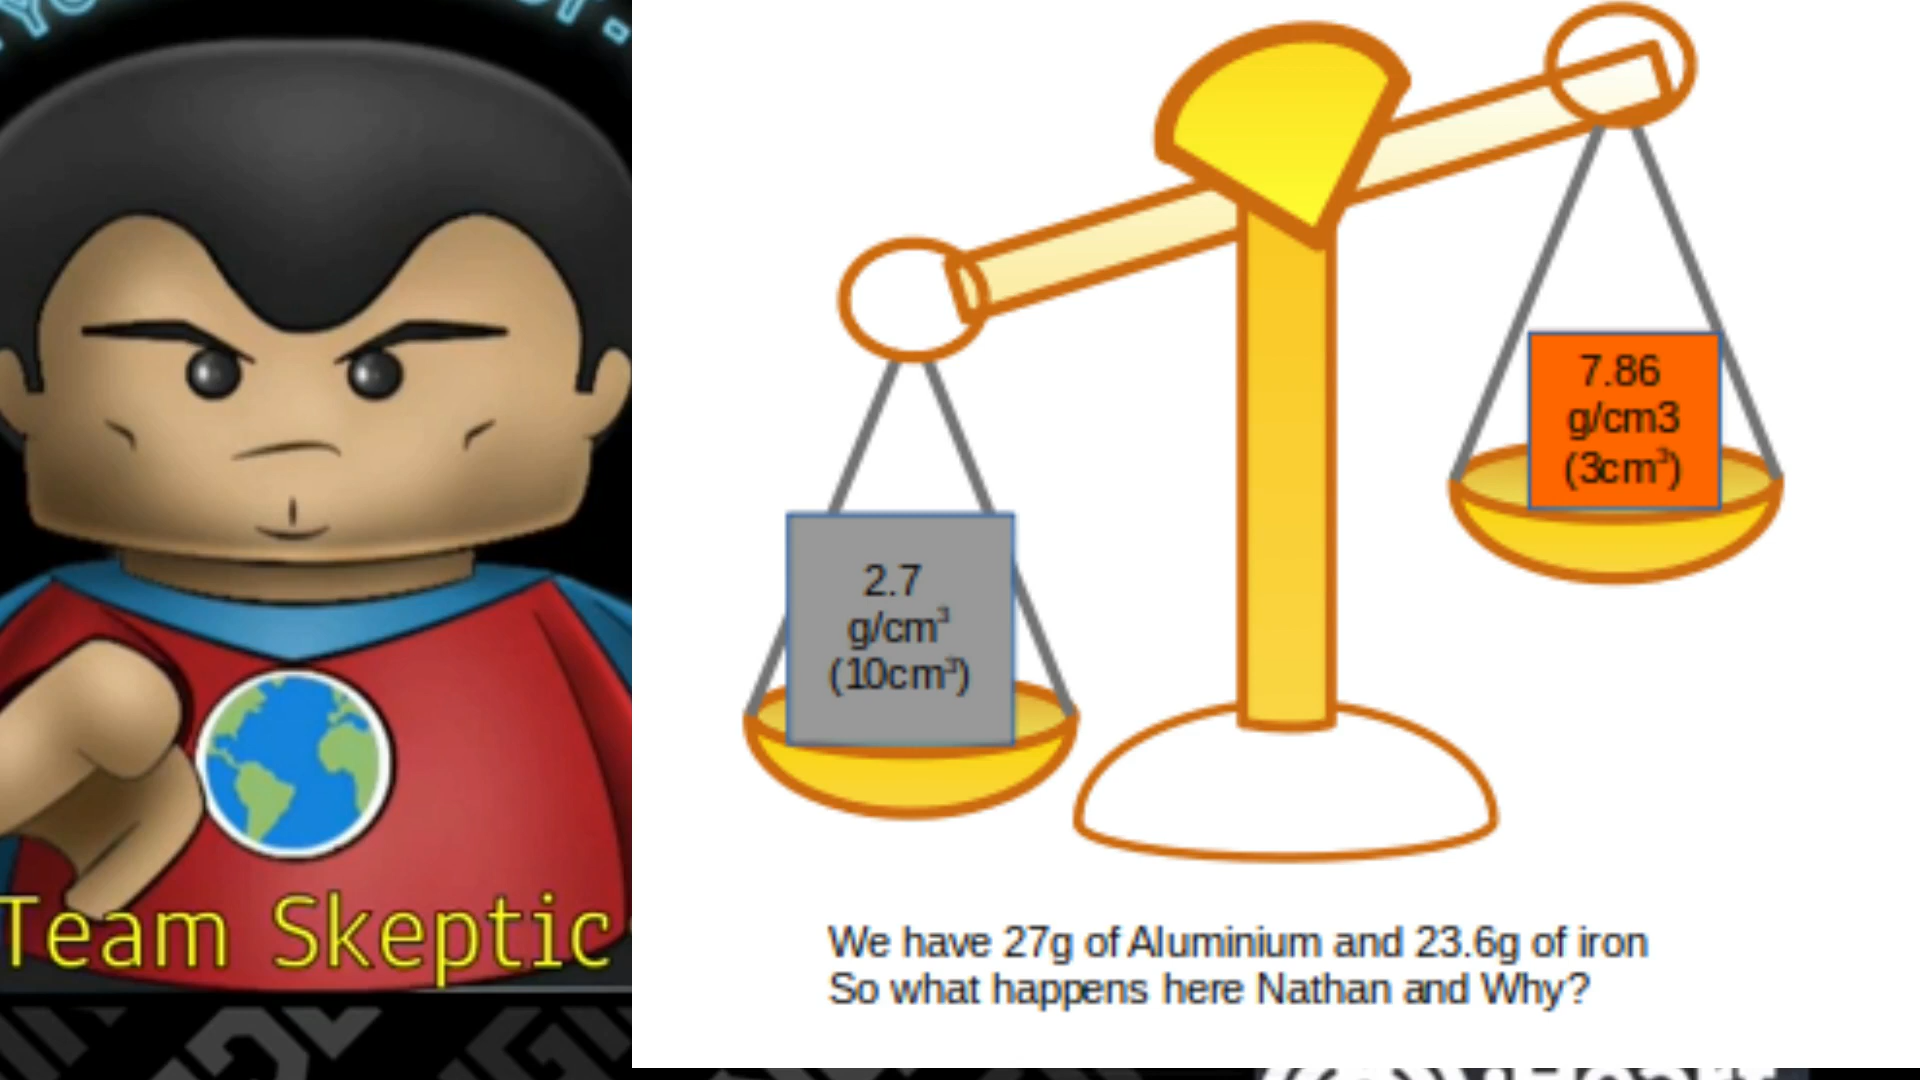 2.7
g/cm³
(10cm³)
7.86
g/cm3
(3cm³)
Team Skeptic
We have 27g of Aluminium and 23.6g of iron
So what happens here Nathan and Why?